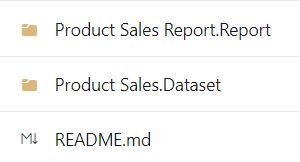 Product Sales Report.Report
Product Sales.Dataset
M↓ README.md